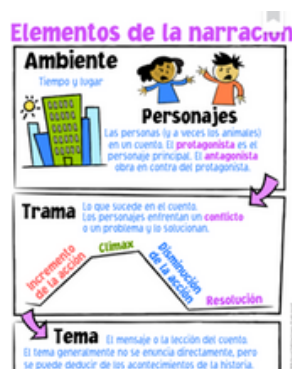 Elementos de la narración
Ambiente
Tiempo y lugar
Personajes
Las personas (y a veces los animales)
en un cuento. El protagonista es el
personaje principal. El antagonista
obra en contra del protagonista.
Trama
Lo que sucede en el cuento.
Los personajes enfrentan un conflicto
o un problema y lo solucionan.
Incremento
de la acción
Climax
Disminución
de la acción
Resolución
Tema
El mensaje o la lección del cuento.
El tema generalmente no se enuncia directamente, pero
se puede deducir de los acontecimientos de la historia.